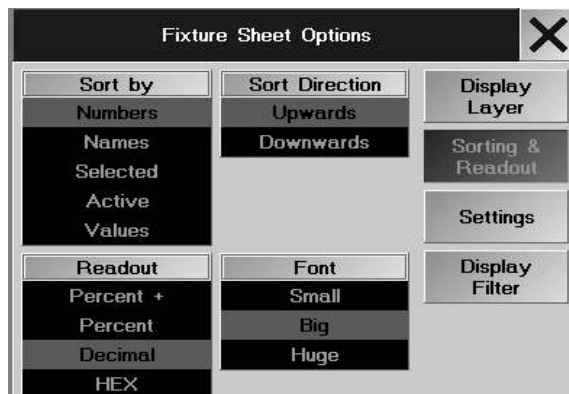 Fixture Sheet Options
Sort by
Numbers
Names
Selected
Active
Values
Sort Direction
Upwards
Downwards
Readout
Percent +
Percent
Decimal
HEX
Font
Small
Big
Huge
Display
Layer
Sorting &
Readout
Settings
Display
Filter